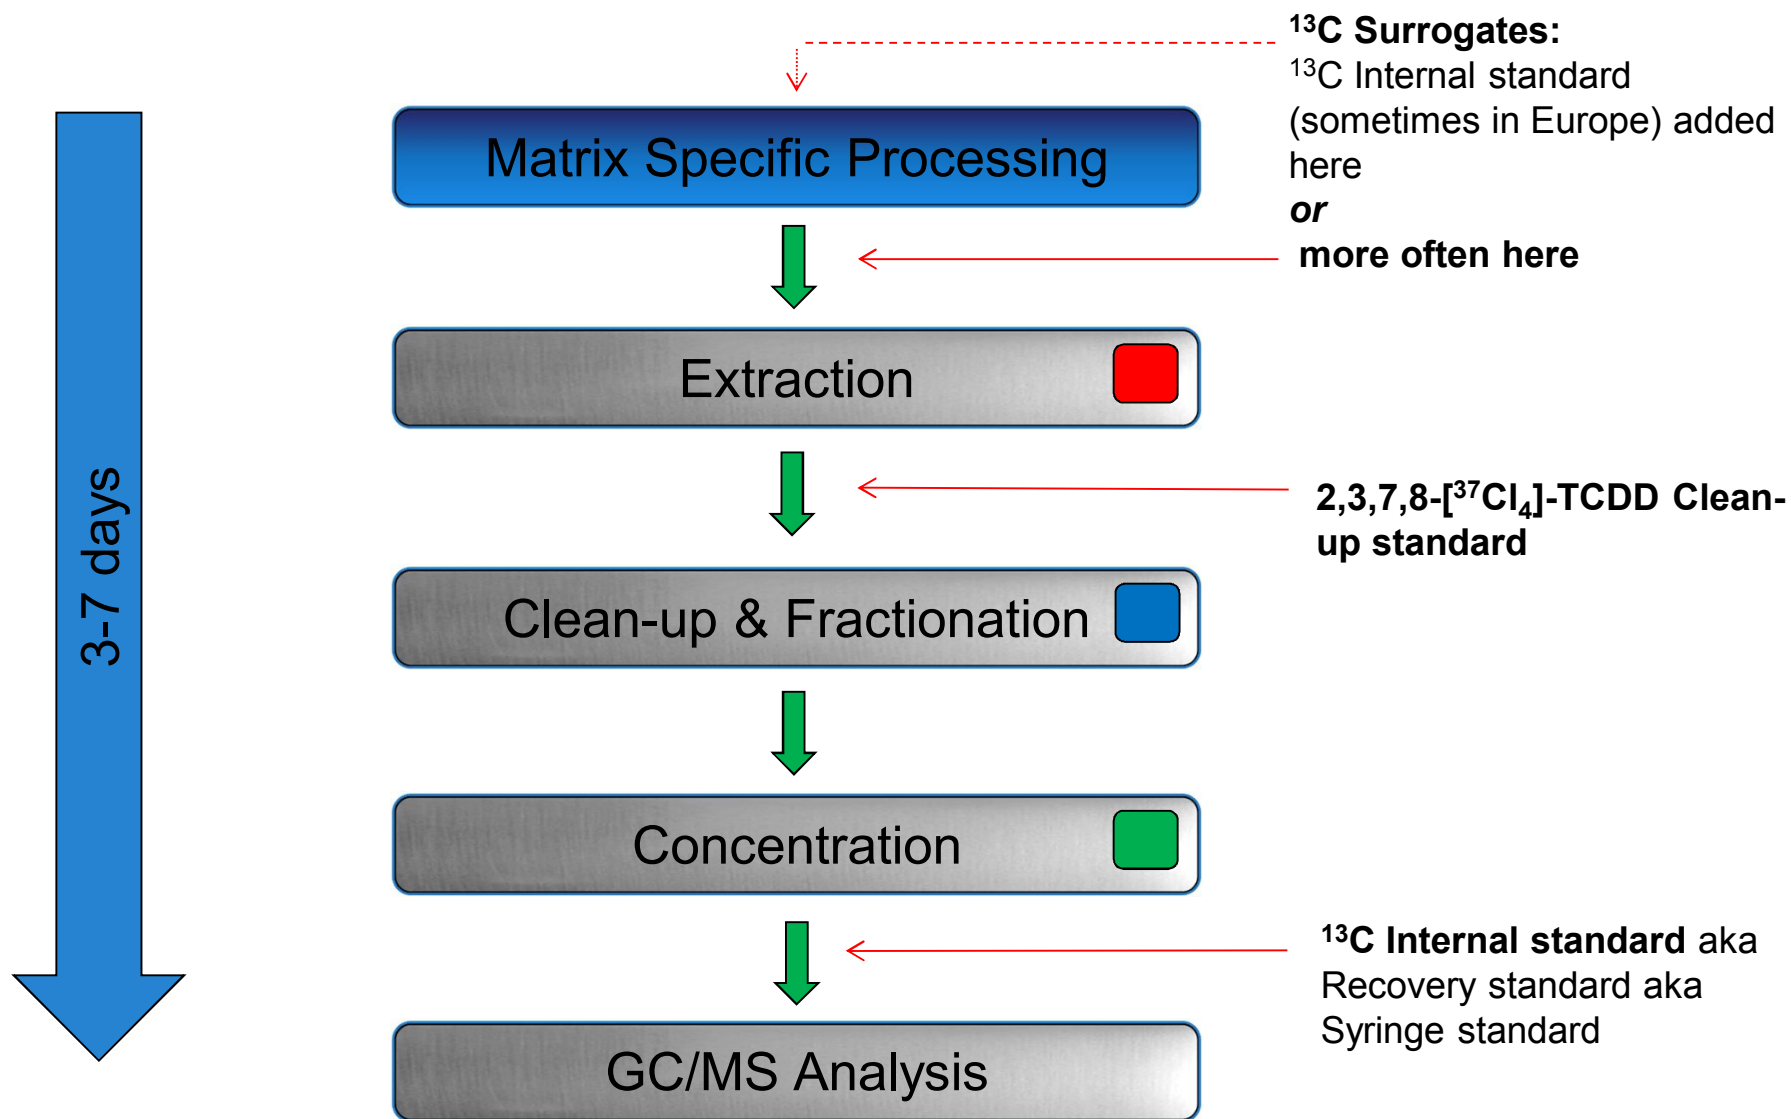 ¹³C Surrogates:
¹³C Internal standard
(sometimes in Europe) added
here
or
more often here
Matrix Specific Processing
Extraction
2,3,7,8-[³⁷Cl₄]-TCDD Clean-
up standard
3-7 days
Clean-up & Fractionation
Concentration
¹³C Internal standard aka
Recovery standard aka
Syringe standard
GC/MS Analysis